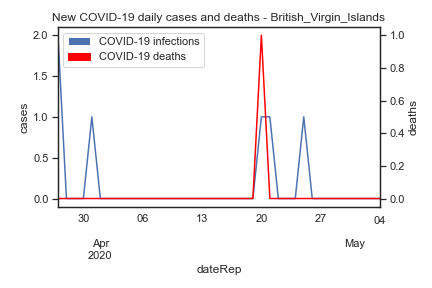 New COVID-19 daily cases and deaths - British_Virgin_Islands
COVID-19 infections
COVID-19 deaths
2.0
1.5
1.0
0.5
0.0
cases
1.0
0.8
0.6
0.4
0.2
0.0
deaths
30 06 13 20 27 04
Apr May
2020
dateRep